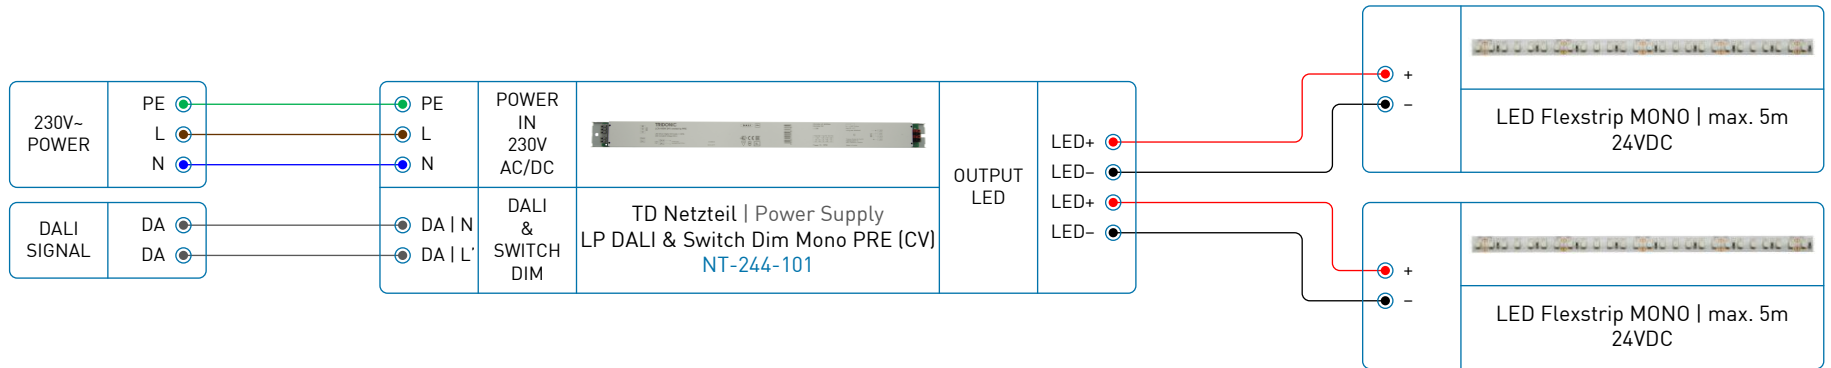 230V~
POWER
PE
L
N
DALI
SIGNAL
DA
DA
PE
L
N
POWER
IN
230V
AC/DC
DA | N
DA | L'
DALI
&
SWITCH
DIM
TRIDONIC
TD Netzteil | Power Supply
LP DALI & Switch Dim Mono PRE (CV)
NT-244-101
OUTPUT
LED
LED+
LED–
LED+
LED–
+
–
LED Flexstrip MONO | max. 5m
24VDC
+
–
LED Flexstrip MONO | max. 5m
24VDC